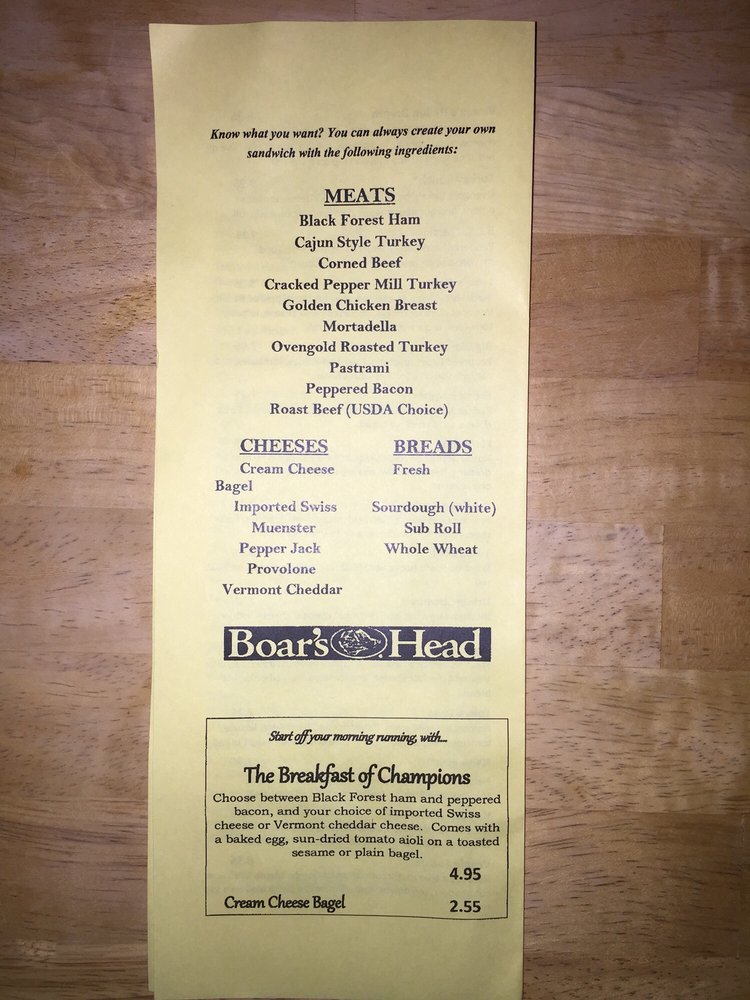 Know what you want? You can always create your own
sandwich with the following ingredients:
MEATS
Black Forest Ham
Cajun Style Turkey
Corned Beef
Cracked Pepper Mill Turkey
Golden Chicken Breast
Mortadella
Ovengold Roasted Turkey
Pastrami
Peppered Bacon
Roast Beef (USDA Choice)
CHEESES BREADS
Cream Cheese Fresh
Bagel
Imported Swiss Sourdough (white)
Muenster Sub Roll
Pepper Jack Whole Wheat
Provolone
Vermont Cheddar
Boar's Head
Start off your morning running, with...
The Breakfast of Champions
Choose between Black Forest ham and peppered
bacon, and your choice of imported Swiss
cheese or Vermont cheddar cheese. Comes with
a baked egg, sun-dried tomato aioli on a toasted
sesame or plain bagel.
4.95
Cream Cheese Bagel 2.55